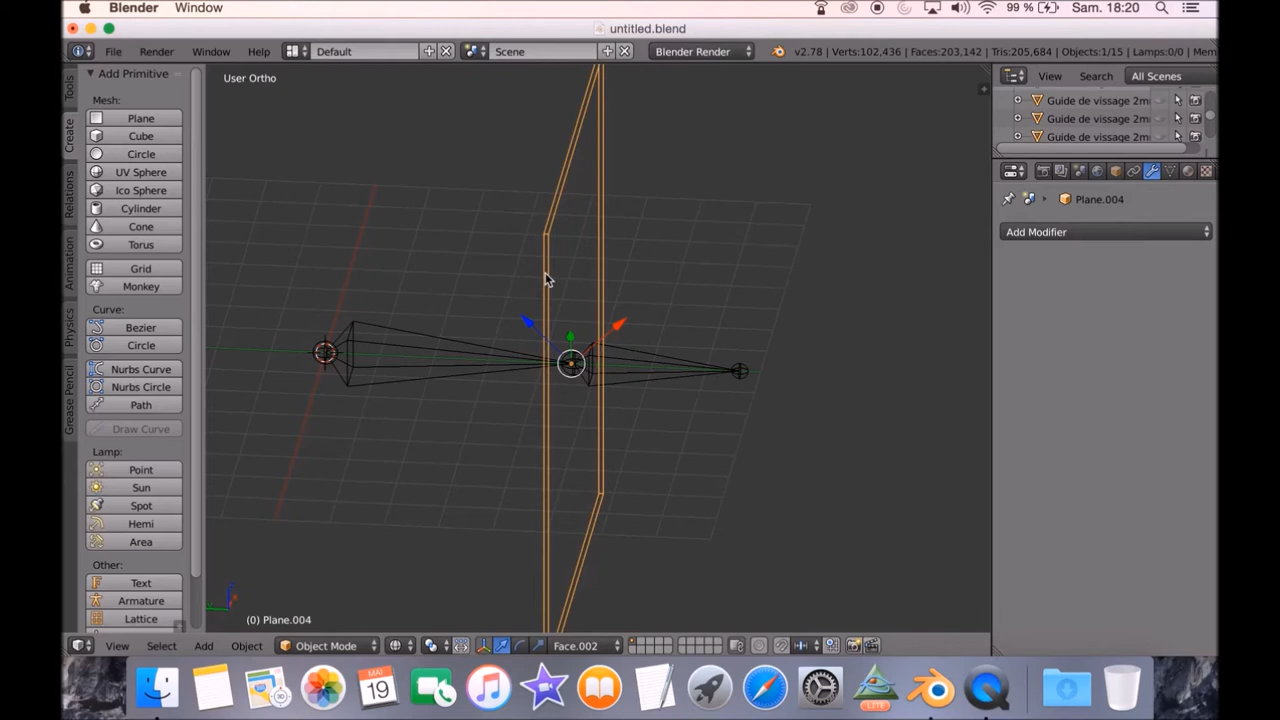 Blender Window 99 % Sam. 18:20
untitled.blend
File Render Window Help Default Scene Blender Render v2.78 | Verts:102,436 | Faces:203,142 | Tris:205,684 | Objects:1/15 | Lamps:0/0 | Mem
Tools
Create
Relations
Animation
Physics
Grease Pencil
Add Primitive
Mesh:
Plane
Cube
Circle
UV Sphere
Ico Sphere
Cylinder
Cone
Torus
Grid
Monkey
Curve:
Bezier
Circle
Nurbs Curve
Nurbs Circle
Path
Draw Curve
Lamp:
Point
Sun
Spot
Hemi
Area
Other:
Text
Armature
Lattice
User Ortho
(0) Plane.004
View Select Add Object Object Mode Face.002
View Search All Scenes
Guide de vissage 2m
Guide de vissage 2m
Guide de vissage 2m
Plane.004
Add Modifier
MAI
19
3D
LITE